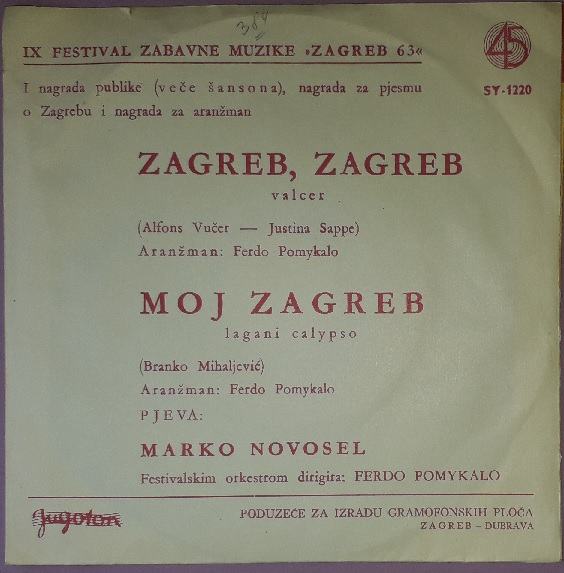 384
IX FESTIVAL ZABAVNE MUZIKE »ZAGREB 63«
45
SY-1220
I nagrada publike (veče šansona), nagrada za pjesmu
o Zagrebu i nagrada za aranžman
ZAGREB, ZAGREB
valcer
(Alfons Vučer — Justina Sappe)
Aranžman: Ferdo Pomykalo
MOJ ZAGREB
lagani calypso
(Branko Mihaljević)
Aranžman: Ferdo Pomykalo
PJEVA:
MARKO NOVOSEL
Festivalskim orkestrom dirigira: FERDO POMYKALO
Jugoton
PODUZEĆE ZA IZRADU GRAMOFONSKIH PLOČA
ZAGREB – DUBRAVA